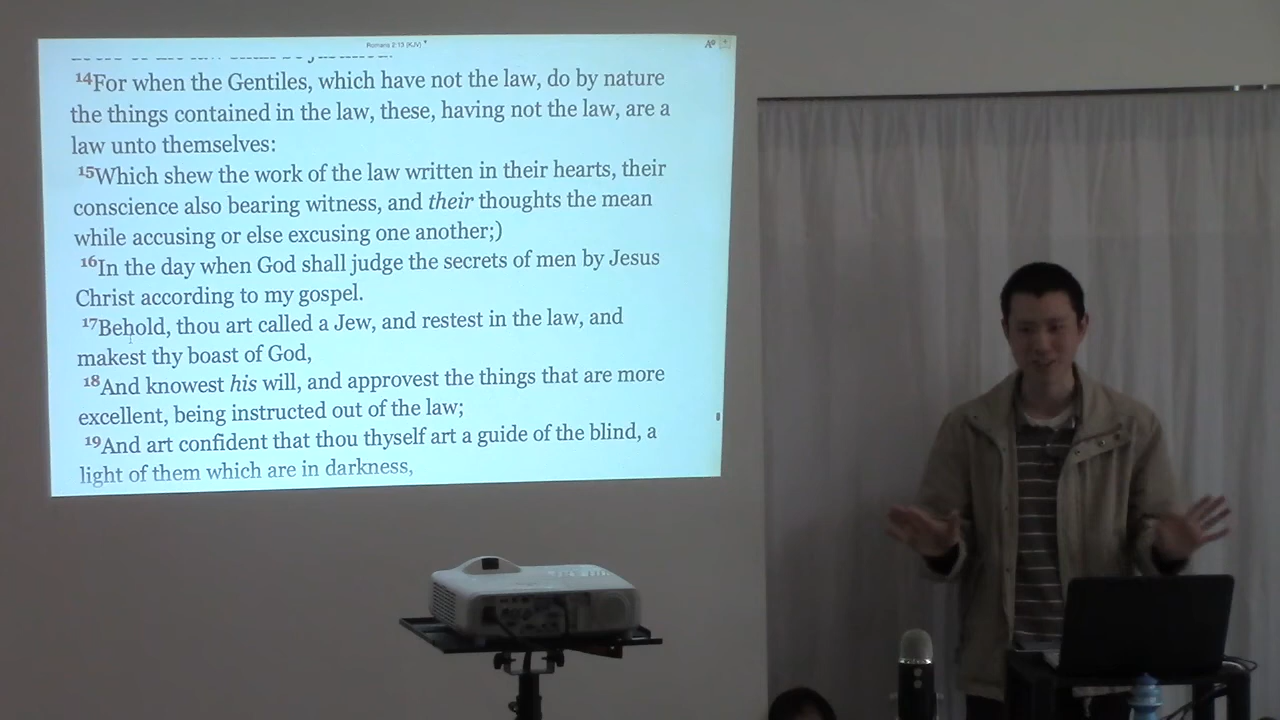 Romans 2:13 (KJV)
14For when the Gentiles, which have not the law, do by nature
the things contained in the law, these, having not the law, are a
law unto themselves:
15Which shew the work of the law written in their hearts, their
conscience also bearing witness, and their thoughts the mean
while accusing or else excusing one another;)
16In the day when God shall judge the secrets of men by Jesus
Christ according to my gospel.
17Behold, thou art called a Jew, and restest in the law, and
makest thy boast of God,
18And knowest his will, and approvest the things that are more
excellent, being instructed out of the law;
19And art confident that thou thyself art a guide of the blind, a
light of them which are in darkness,